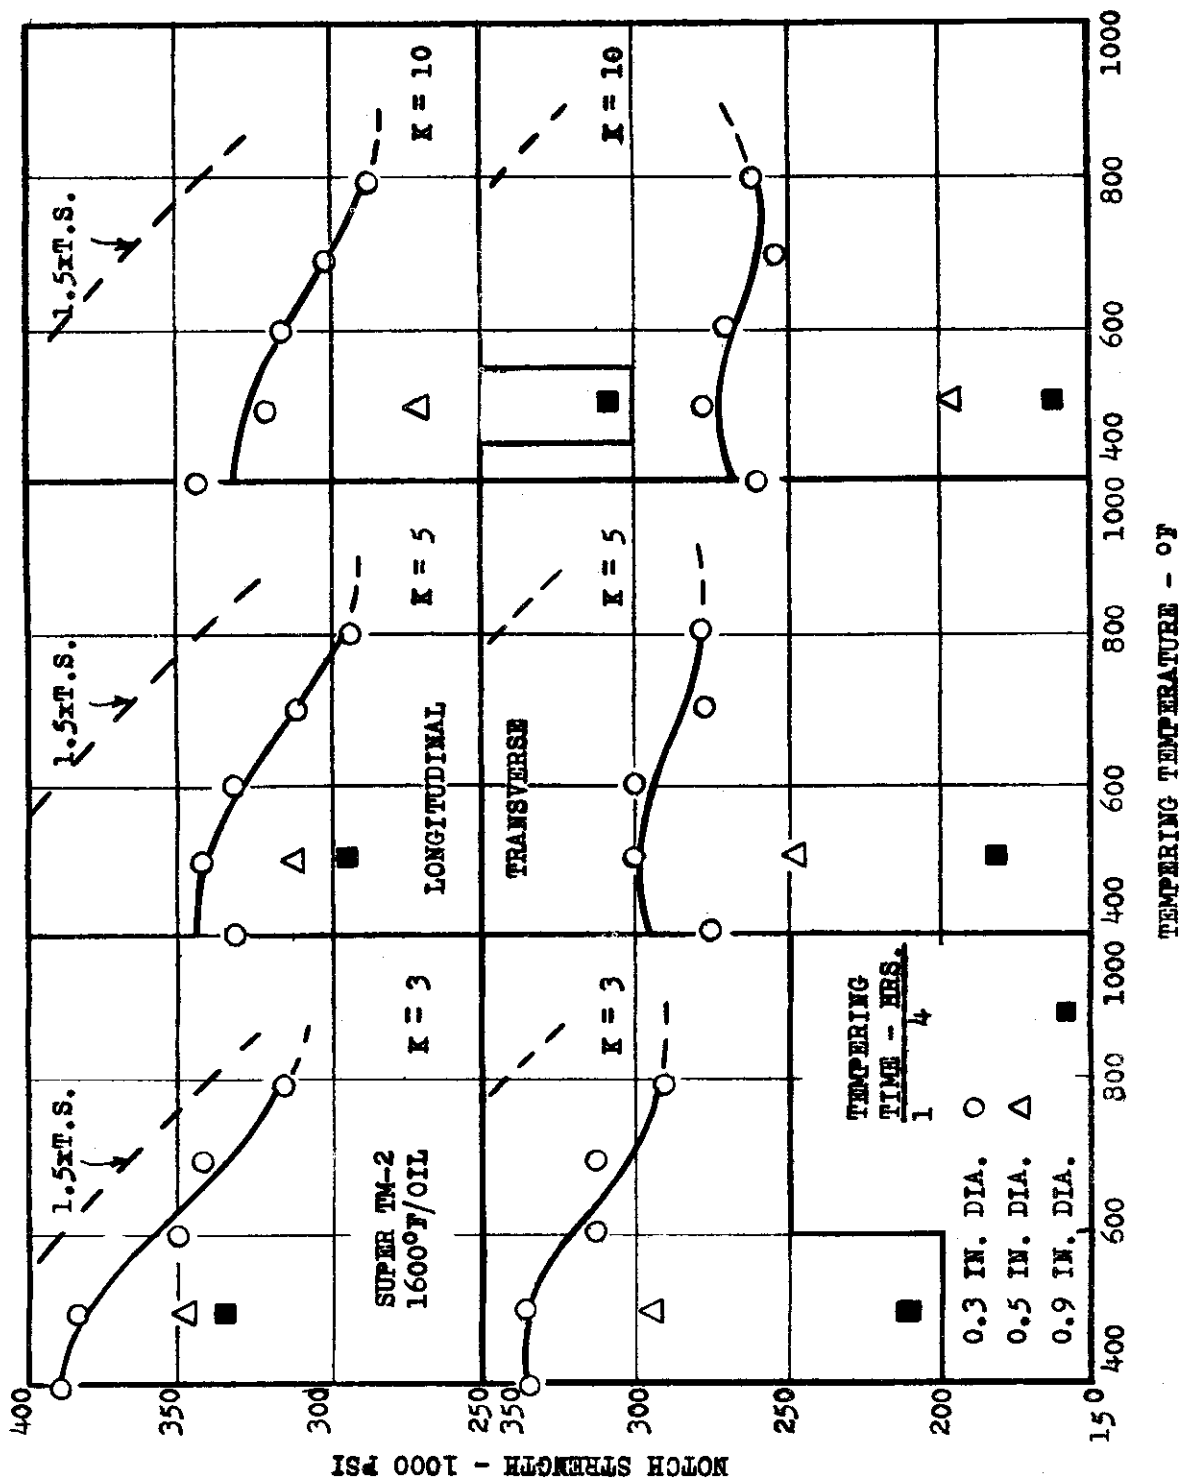 NOTCH STRENGTH - 1000 PSI
400
350
300
250
350
300
250
200
150
1.5xT.S.
1.5xT.S.
1.5xT.S.
SUPER TM-2
1600°F/OIL
K = 3
K = 5
K = 10
LONGITUDINAL
TRANSVERSE
K = 3
K = 5
K = 10
TEMPERING
TIME - HRS.
1 4
0.3 IN. DIA.
0.5 IN. DIA.
0.9 IN. DIA.
400 600 800 1000 400 600 800 1000 400 600 800 1000
TEMPERING TEMPERATURE - °F